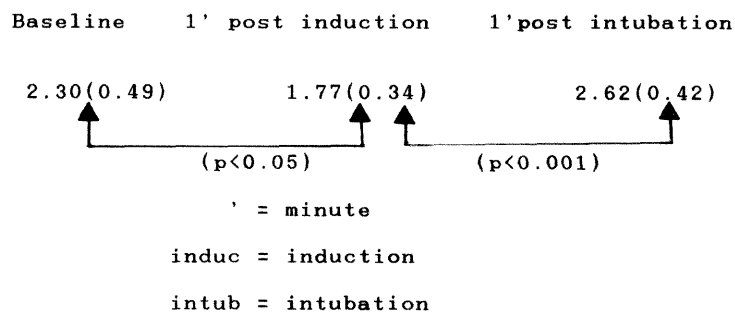 Baseline 1' post induction 1'post intubation
2.30(0.49) 1.77(0.34) 2.62(0.42)
(p<0.05) (p<0.001)
' = minute
induc = induction
intub = intubation